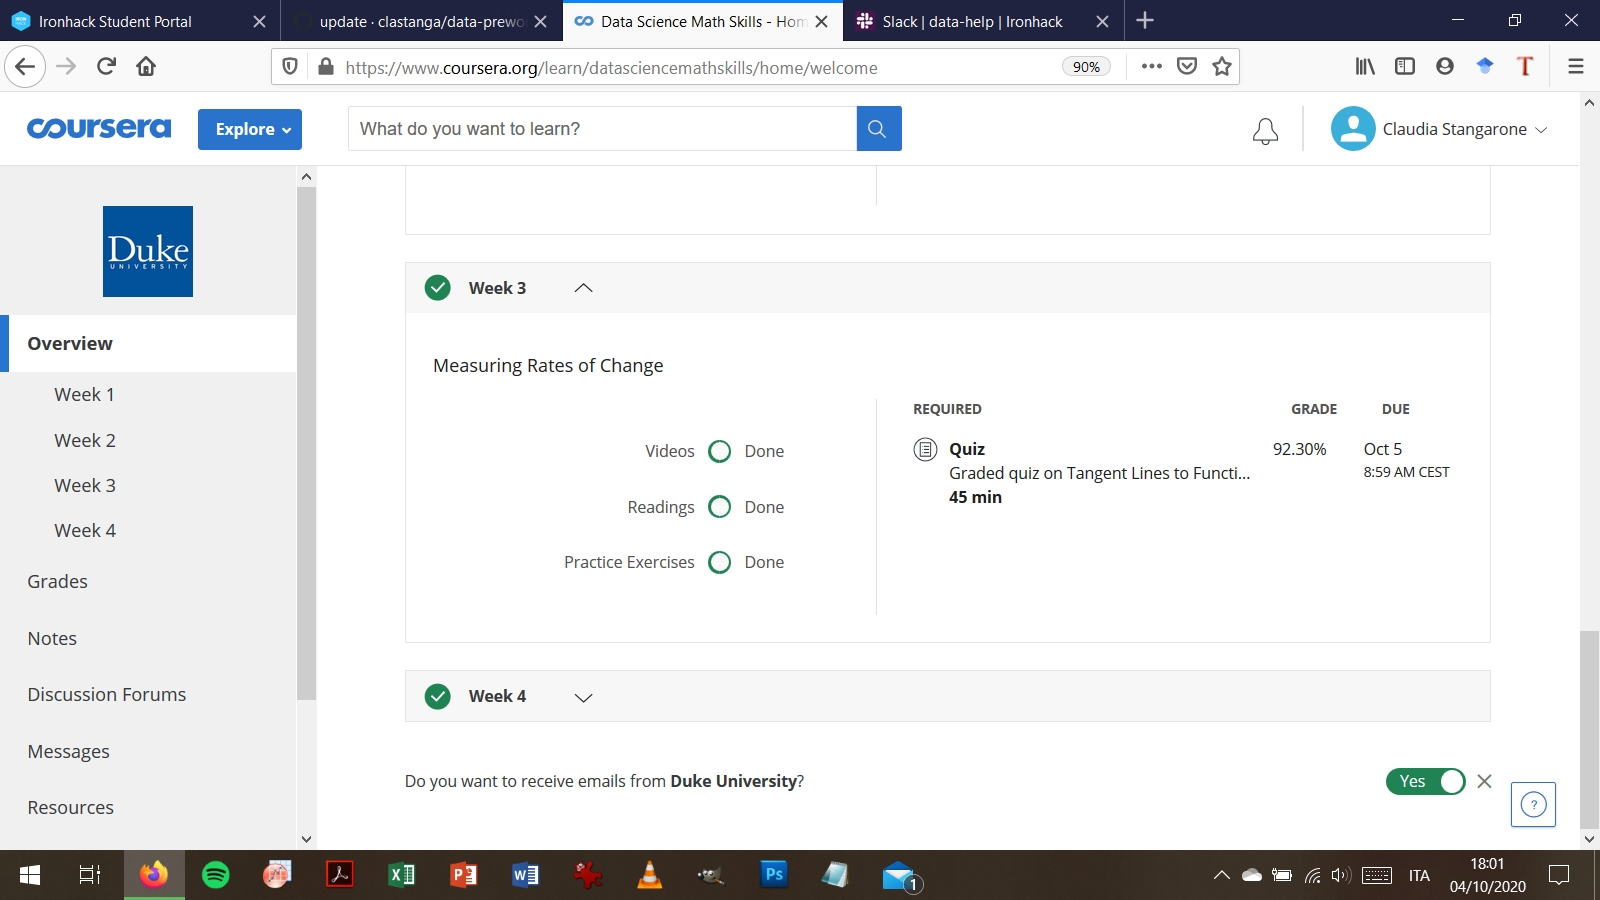 Ironhack Student Portal
update · clastanga/data-prewo
Data Science Math Skills - Hom
Slack | data-help | Ironhack
https://www.coursera.org/learn/datasciencemathskills/home/welcome
90%
coursera
Explore
What do you want to learn?
Claudia Stangarone
Duke
UNIVERSITY
Overview
Week 1
Week 2
Week 3
Week 4
Grades
Notes
Discussion Forums
Messages
Resources
Week 3
Measuring Rates of Change
Videos Done
Readings Done
Practice Exercises Done
REQUIRED GRADE DUE
Quiz 92.30% Oct 5
Graded quiz on Tangent Lines to Functi... 8:59 AM CEST
45 min
Week 4
Do you want to receive emails from Duke University?
Yes
?
Ps
1
ITA
18:01
04/10/2020